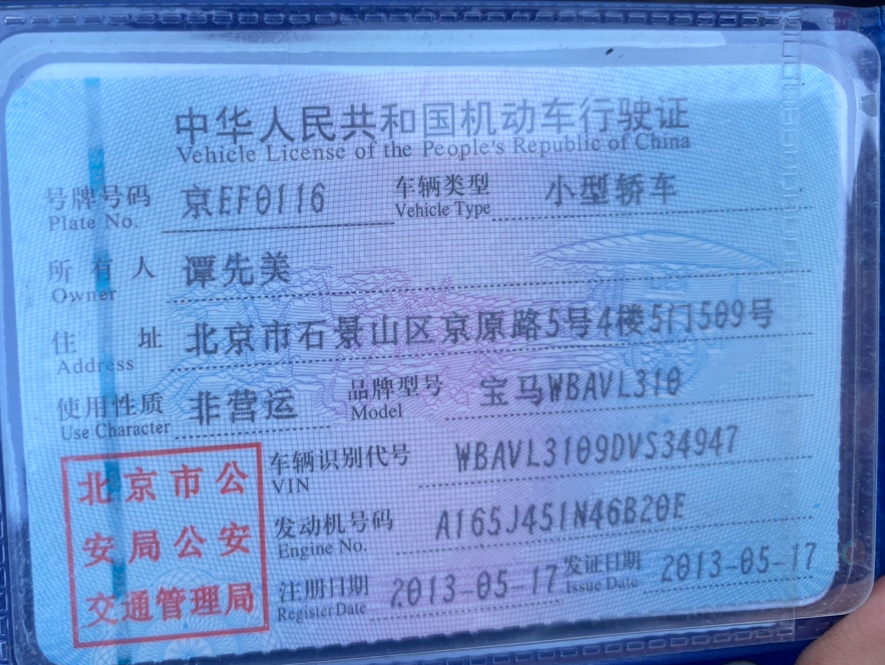 中华人民共和国机动车行驶证
Vehicle License of the People's Republic of China
号牌号码 京EF0116 车辆类型 小型轿车
Plate No. Vehicle Type
所有人 谭先美
Owner
住址 北京市石景山区京原路5号4楼5门509号
Address
使用性质 非营运 品牌型号 宝马WBAVL310
Use Character Model
北京市公
安局公安
交通管理局
车辆识别代号 WBAVL3109DVS34947
VIN
发动机号码 A165J451N46B20E
Engine No.
注册日期 2013-05-17 发证日期 2013-05-17
Register Date Issue Date